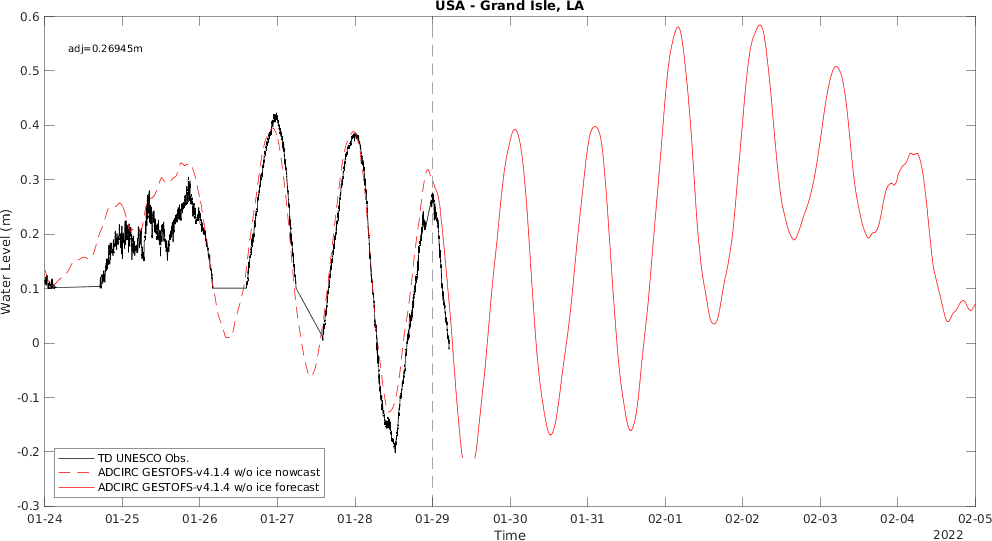 USA - Grand Isle, LA
adj=0.26945m
0.6
0.5
0.4
0.3
0.2
0.1
0
-0.1
-0.2
-0.3
Water Level (m)
TD UNESCO Obs.
ADCIRC GESTOFS-v4.1.4 w/o ice nowcast
ADCIRC GESTOFS-v4.1.4 w/o ice forecast
01-24 01-25 01-26 01-27 01-28 01-29 01-30 01-31 02-01 02-02 02-03 02-04 02-05
Time
2022